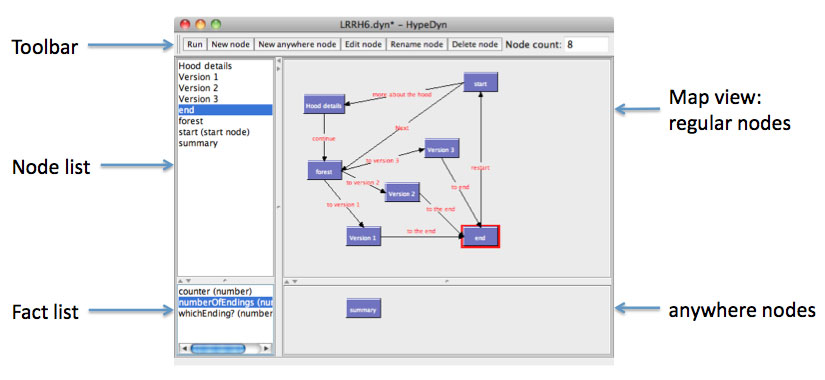 LRRH6.dyn* – HypeDyn
Toolbar
Run New node New anywhere node Edit node Rename node Delete node Node count: 8
Node list
Hood details
Version 1
Version 2
Version 3
end
forest
start (start node)
summary
Map view:
regular nodes
start
more about the hood
Hood details
Next
continue
Version 3
to version 3
forest
restart
to version 2
to end
Version 2
to version 1
to the end
to the end
Version 1
end
Fact list
counter (number)
numberOfEndings (nu
whichEnding? (number
summary
anywhere nodes